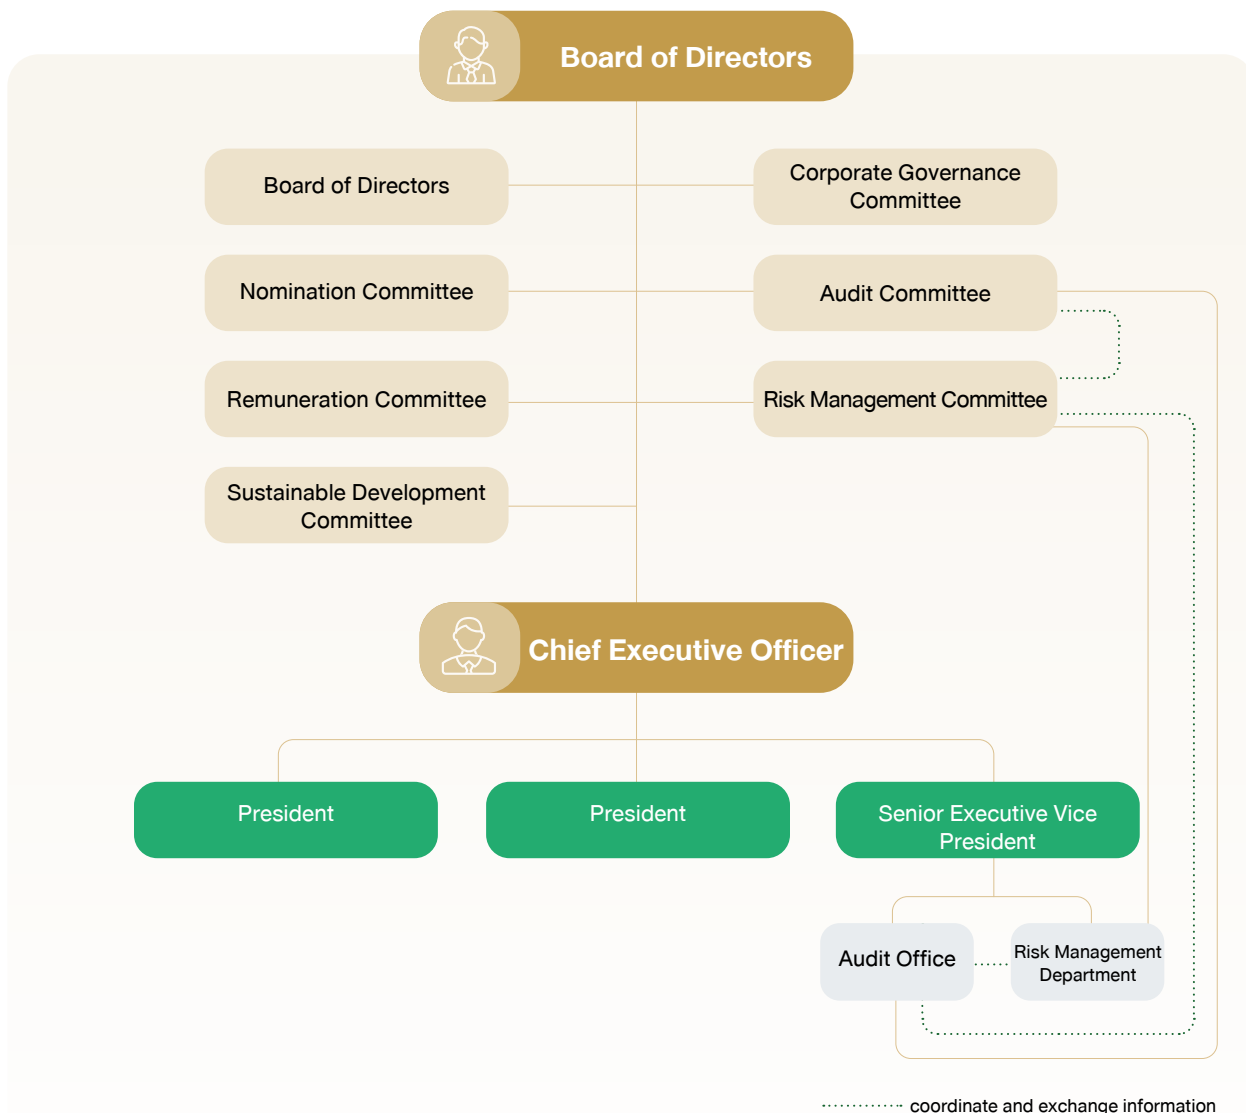 Board of Directors
Board of Directors
Corporate Governance
Committee
Nomination Committee
Audit Committee
Remuneration Committee
Risk Management Committee
Sustainable Development
Committee
Chief Executive Officer
President
President
Senior Executive Vice
President
Audit Office
Risk Management
Department
coordinate and exchange information